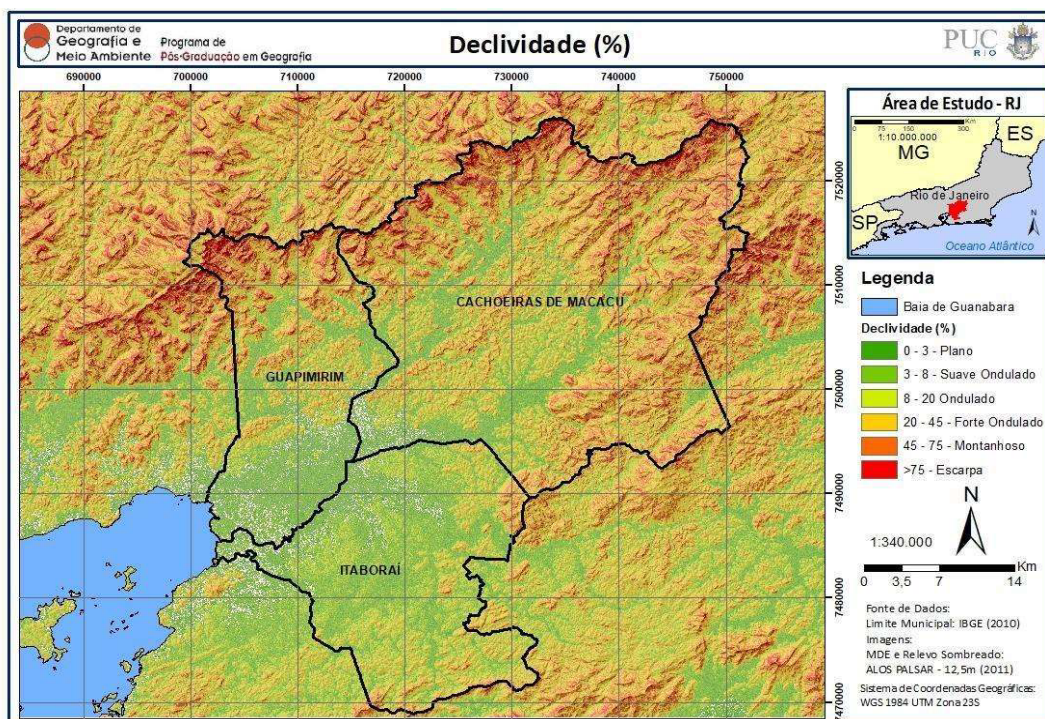 Departamento de
Geografia e
Meio Ambiente
Programa de
Pós-Graduação em Geografia
Declividade (%)
PUC
RIO
690000 700000 710000 720000 730000 740000 750000
7520000
7510000
7500000
7490000
7480000
7470000
CACHOEIRAS DE MACACU
GUAPIMIRIM
ITABORAÍ
Área de Estudo - RJ
0 75 150 300 Km
1:10.000.000
ES
MG
Rio de Janeiro
SP
N
Oceano Atlântico
Legenda
Baia de Guanabara
Declividade (%)
0 - 3 - Plano
3 - 8 - Suave Ondulado
8 - 20 Ondulado
20 - 45 - Forte Ondulado
45 - 75 - Montanhoso
>75 - Escarpa
N
1:340.000
Km
0 3,5 7 14
Fonte de Dados:
Limite Municipal: IBGE (2010)
Imagens:
MDE e Relevo Sombreado:
ALOS PALSAR - 12,5m (2011)
Sistema de Coordenadas Geográficas:
WGS 1984 UTM Zona 23S